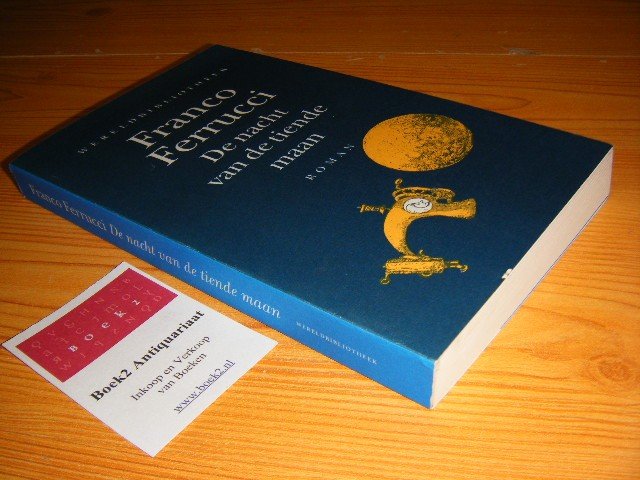 WERELDBIBLIOTHEEK
Franco
Ferrucci
De nacht
van de tiende
maan
ROMAN
Franco Ferrucci De nacht van de tiende maan
WERELDBIBLIOTHEEK
BOEK2
Boek2 Antiquariaat
Inkoop en Verkoop
van Boeken
www.boek2.nl